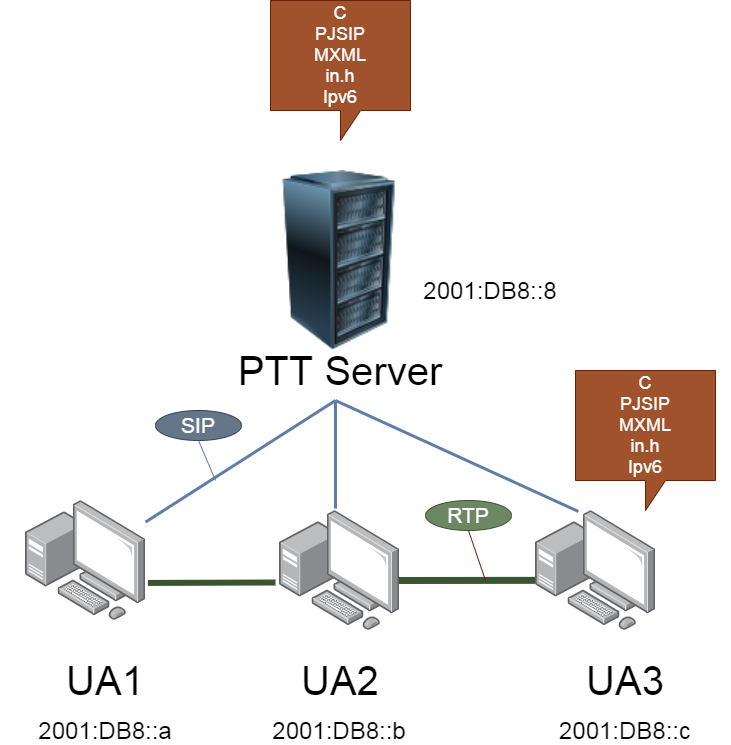 C
PJSIP
MXML
in.h
Ipv6
2001:DB8::8
PTT Server
SIP
C
PJSIP
MXML
in.h
Ipv6
RTP
UA1
UA2
UA3
2001:DB8::a
2001:DB8::b
2001:DB8::c